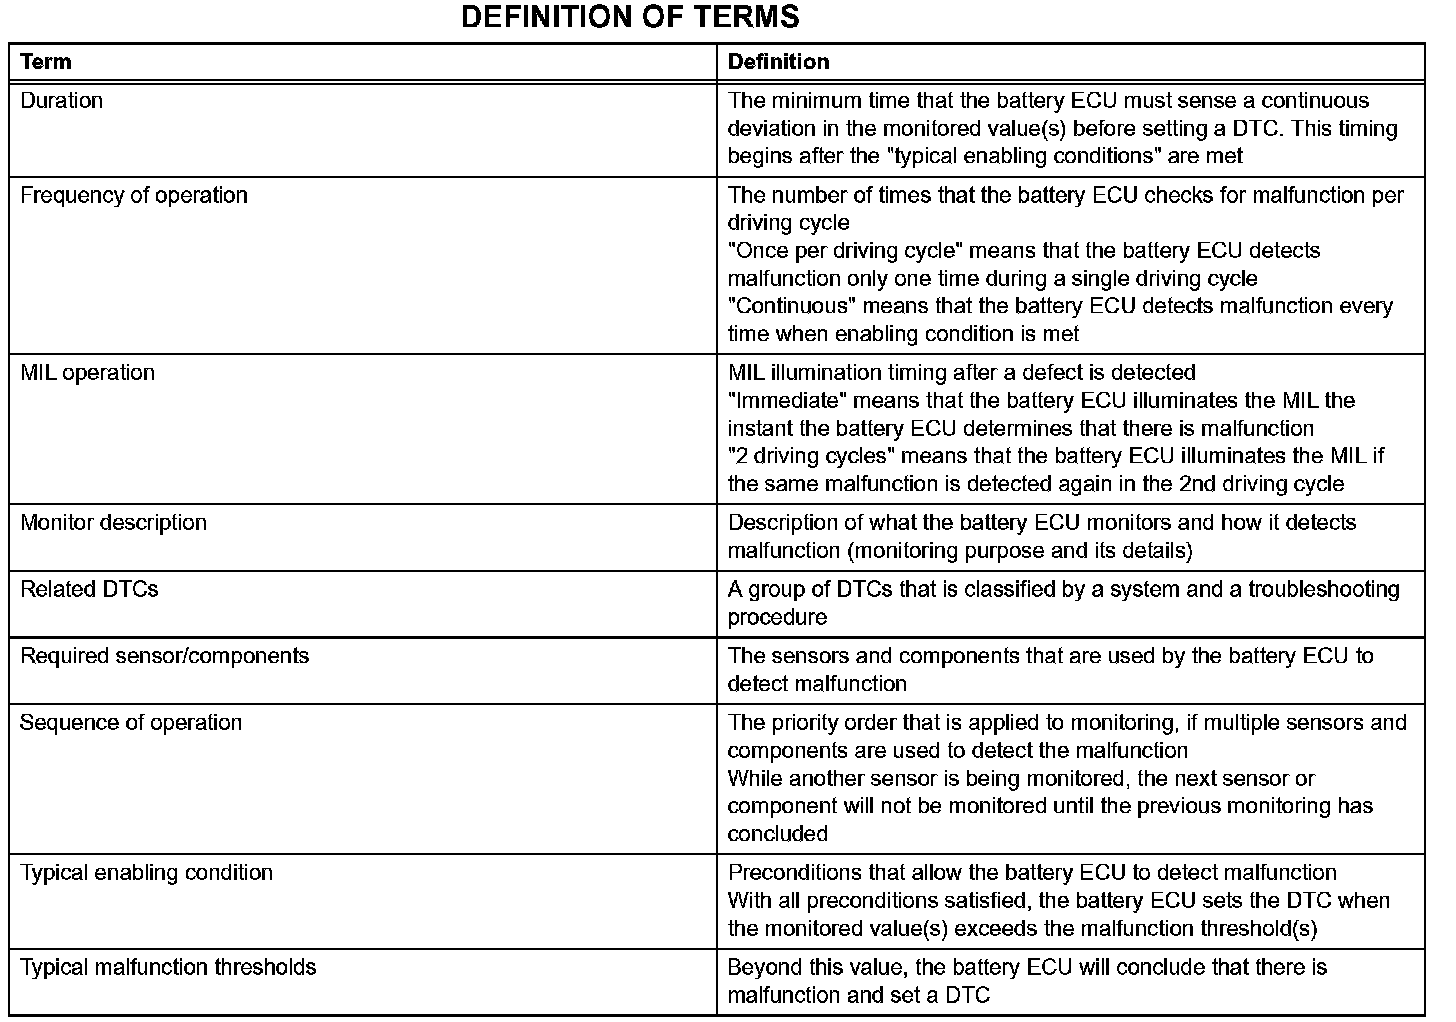 DEFINITION OF TERMS
Term
Definition
Duration
The minimum time that the battery ECU must sense a continuous
deviation in the monitored value(s) before setting a DTC. This timing
begins after the "typical enabling conditions" are met
Frequency of operation
The number of times that the battery ECU checks for malfunction per
driving cycle
"Once per driving cycle" means that the battery ECU detects
malfunction only one time during a single driving cycle
"Continuous" means that the battery ECU detects malfunction every
time when enabling condition is met
MIL operation
MIL illumination timing after a defect is detected
"Immediate" means that the battery ECU illuminates the MIL the
instant the battery ECU determines that there is malfunction
"2 driving cycles" means that the battery ECU illuminates the MIL if
the same malfunction is detected again in the 2nd driving cycle
Monitor description
Description of what the battery ECU monitors and how it detects
malfunction (monitoring purpose and its details)
Related DTCs
A group of DTCs that is classified by a system and a troubleshooting
procedure
Required sensor/components
The sensors and components that are used by the battery ECU to
detect malfunction
Sequence of operation
The priority order that is applied to monitoring, if multiple sensors and
components are used to detect the malfunction
While another sensor is being monitored, the next sensor or
component will not be monitored until the previous monitoring has
concluded
Typical enabling condition
Preconditions that allow the battery ECU to detect malfunction
With all preconditions satisfied, the battery ECU sets the DTC when
the monitored value(s) exceeds the malfunction threshold(s)
Typical malfunction thresholds
Beyond this value, the battery ECU will conclude that there is
malfunction and set a DTC